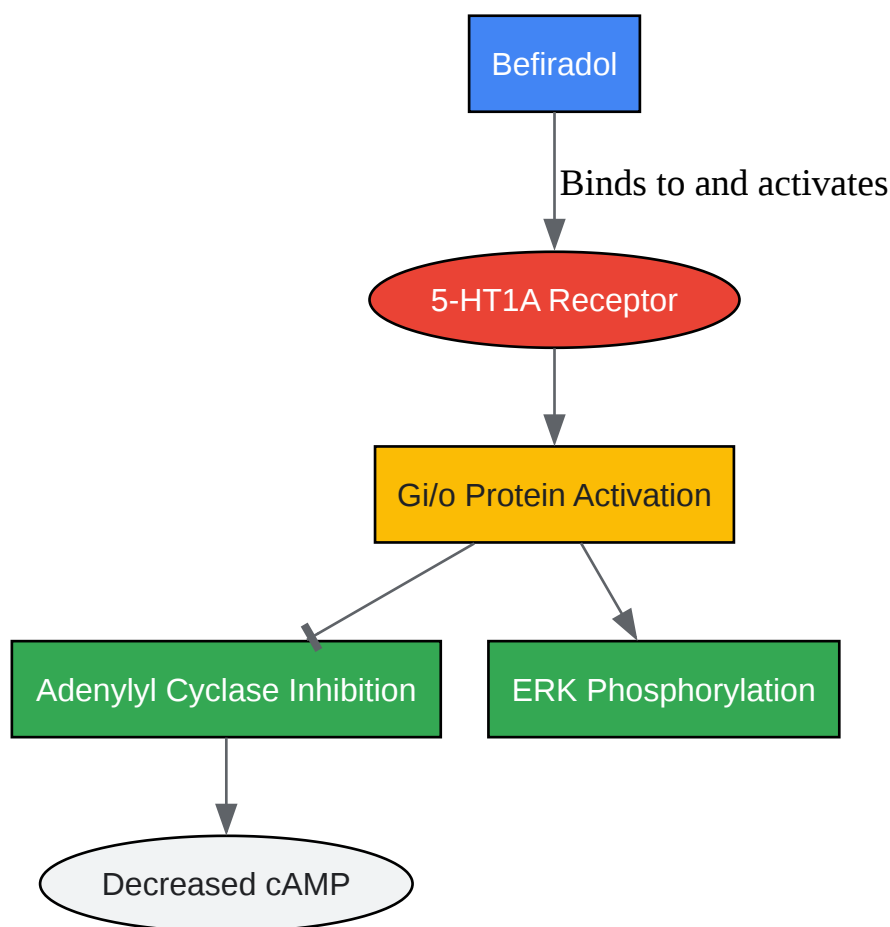 Befiradol
Binds to and activates
5-HT1A Receptor
Gi/o Protein Activation
Adenylyl Cyclase Inhibition
ERK Phosphorylation
Decreased cAMP